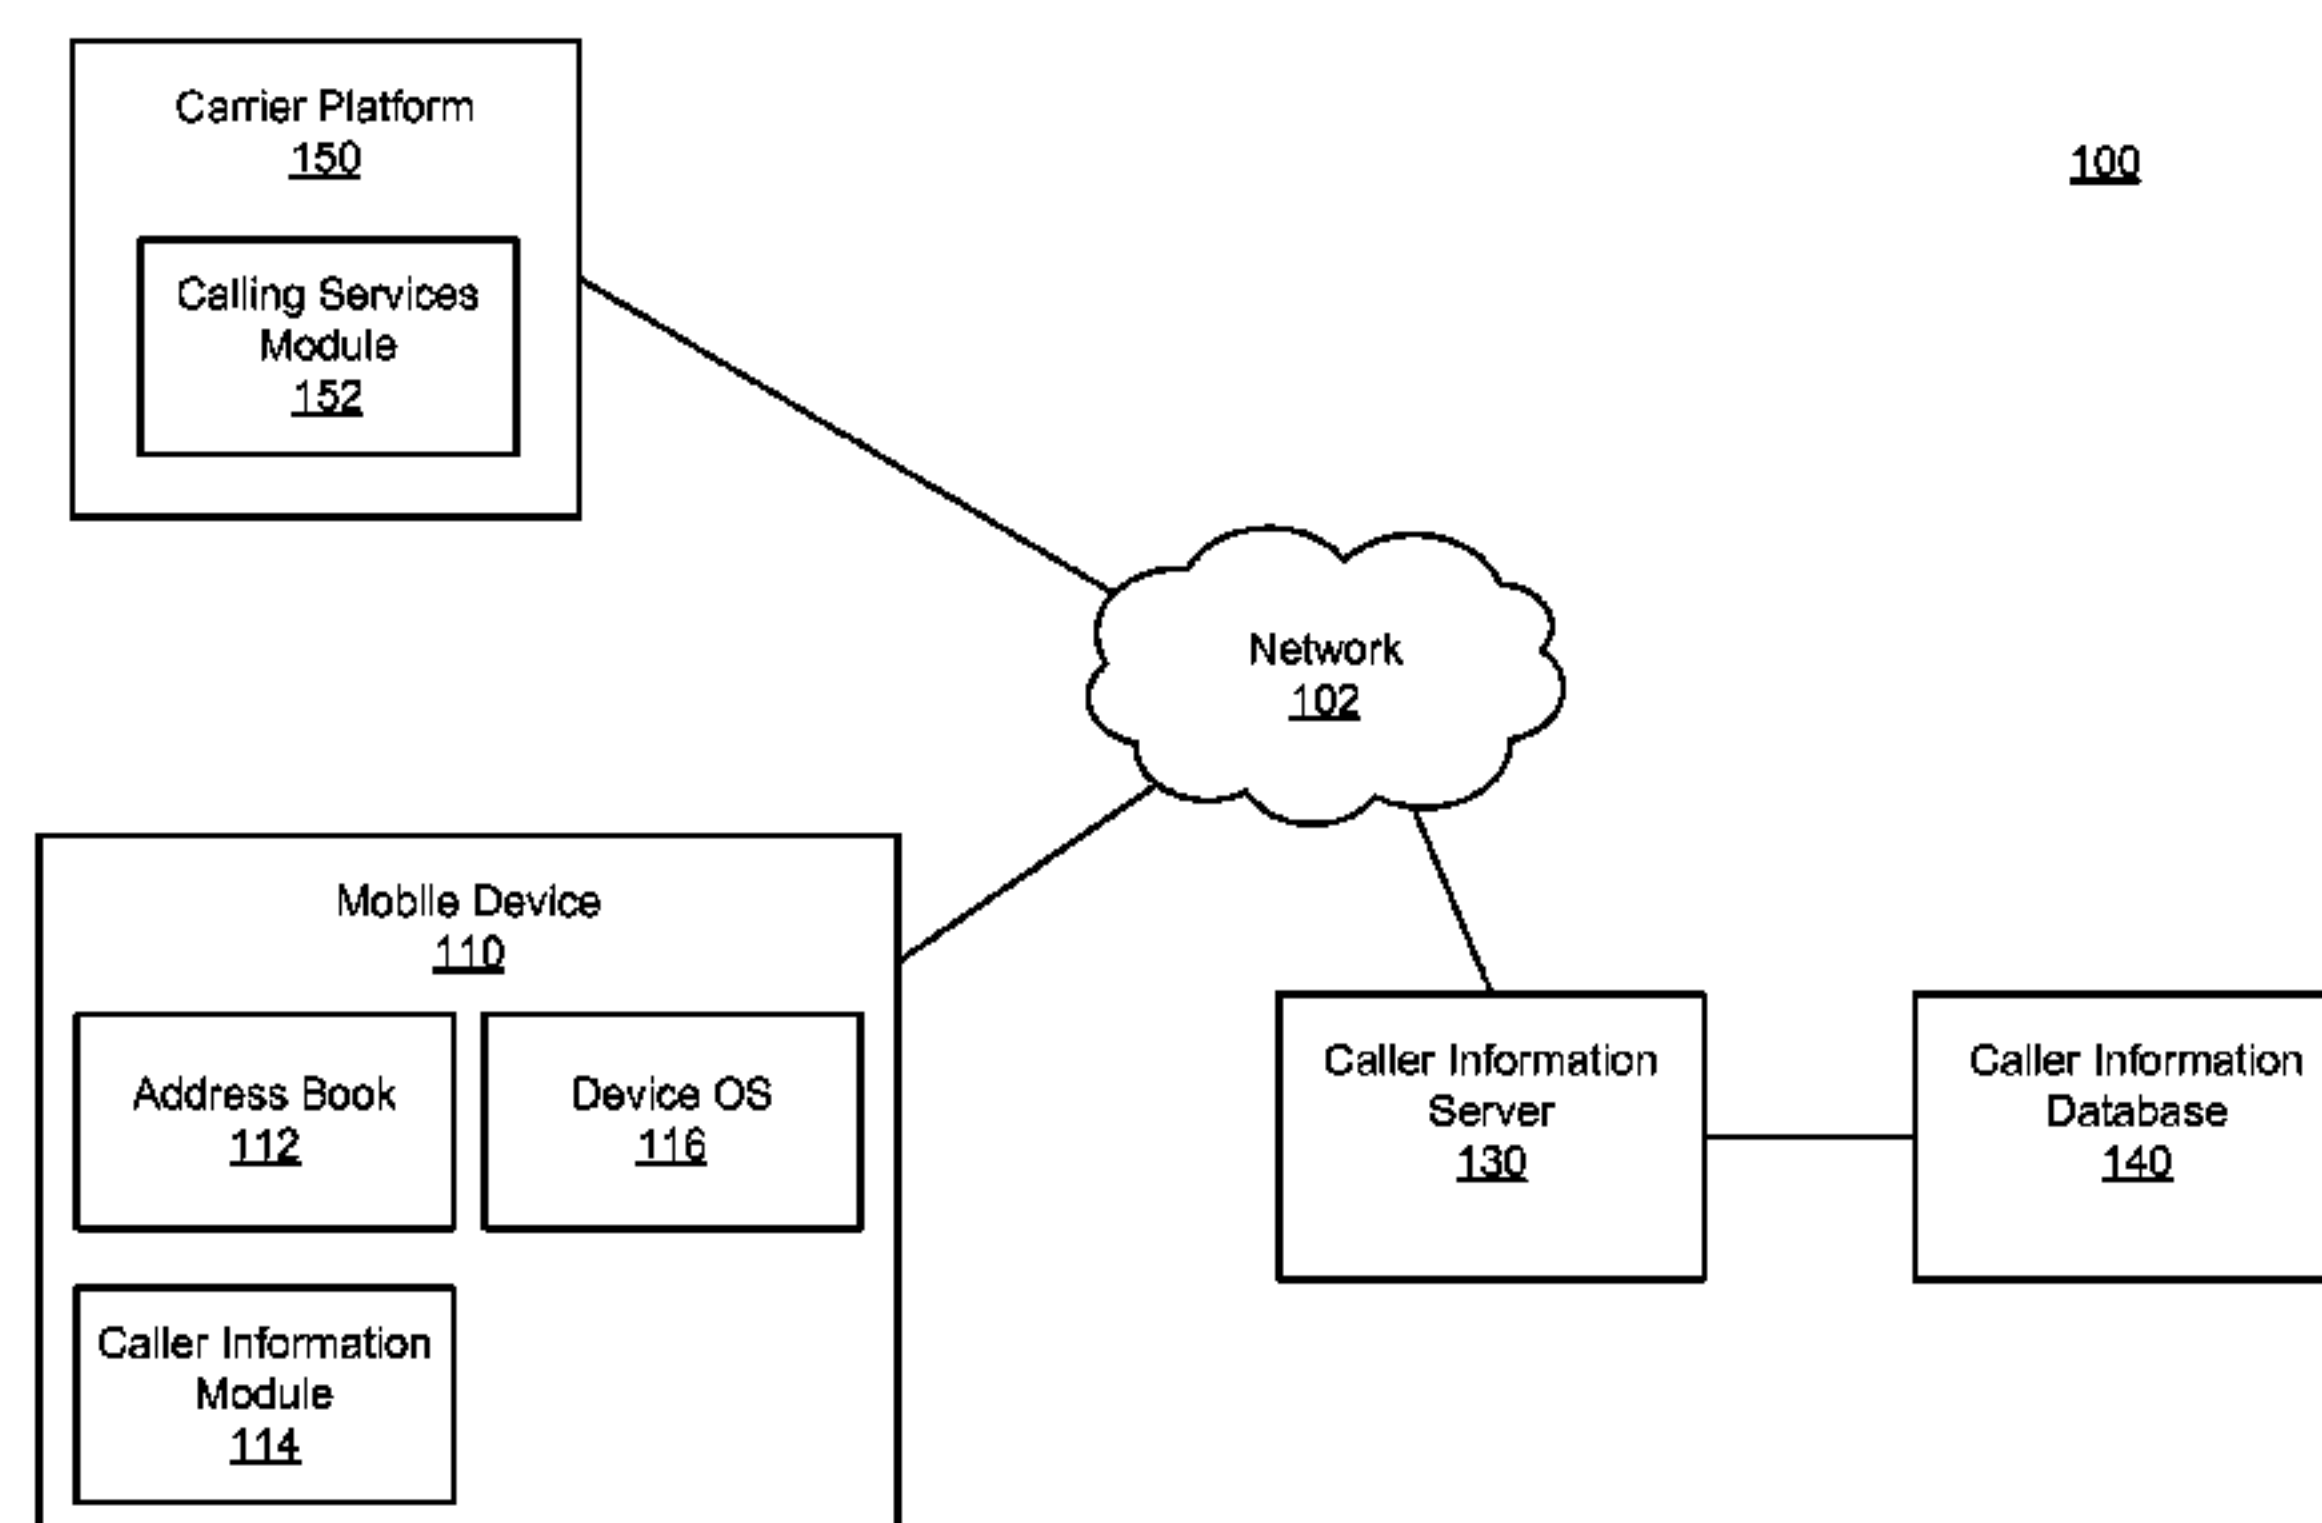 Carrier Platform
150
100
Calling Services
Module
152
Network
102
Mobile Device
110
Address Book
112
Device OS
116
Caller Information
Module
114
Caller Information
Server
130
Caller Information
Database
140